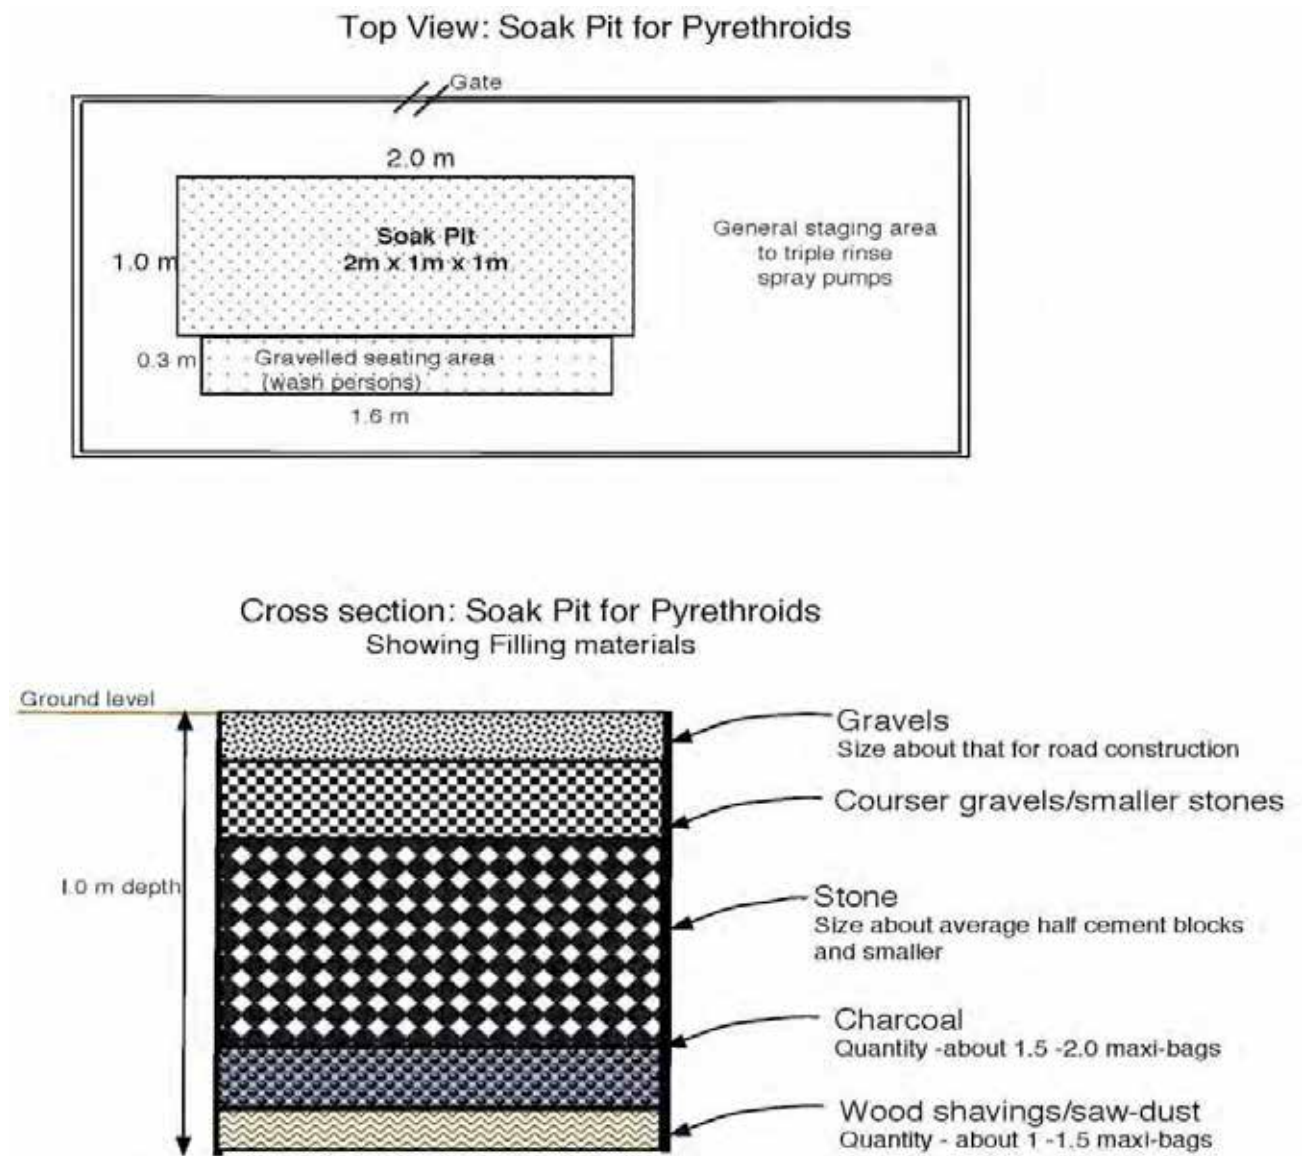 Top View: Soak Pit for Pyrethroids
Gate
2.0 m
Soak Pit
2m x 1m x 1m
1.0 m
General staging area
to triple rinse
spray pumps
0.3 m
Gravelled seating area
(wash persons)
1.6 m
Cross section: Soak Pit for Pyrethroids
Showing Filling materials
Ground level
Gravels
Size about that for road construction
Courser gravels/smaller stones
1.0 m depth
Stone
Size about average half cement blocks
and smaller
Charcoal
Quantity -about 1.5 -2.0 maxi-bags
Wood shavings/saw-dust
Quantity - about 1 -1.5 maxi-bags